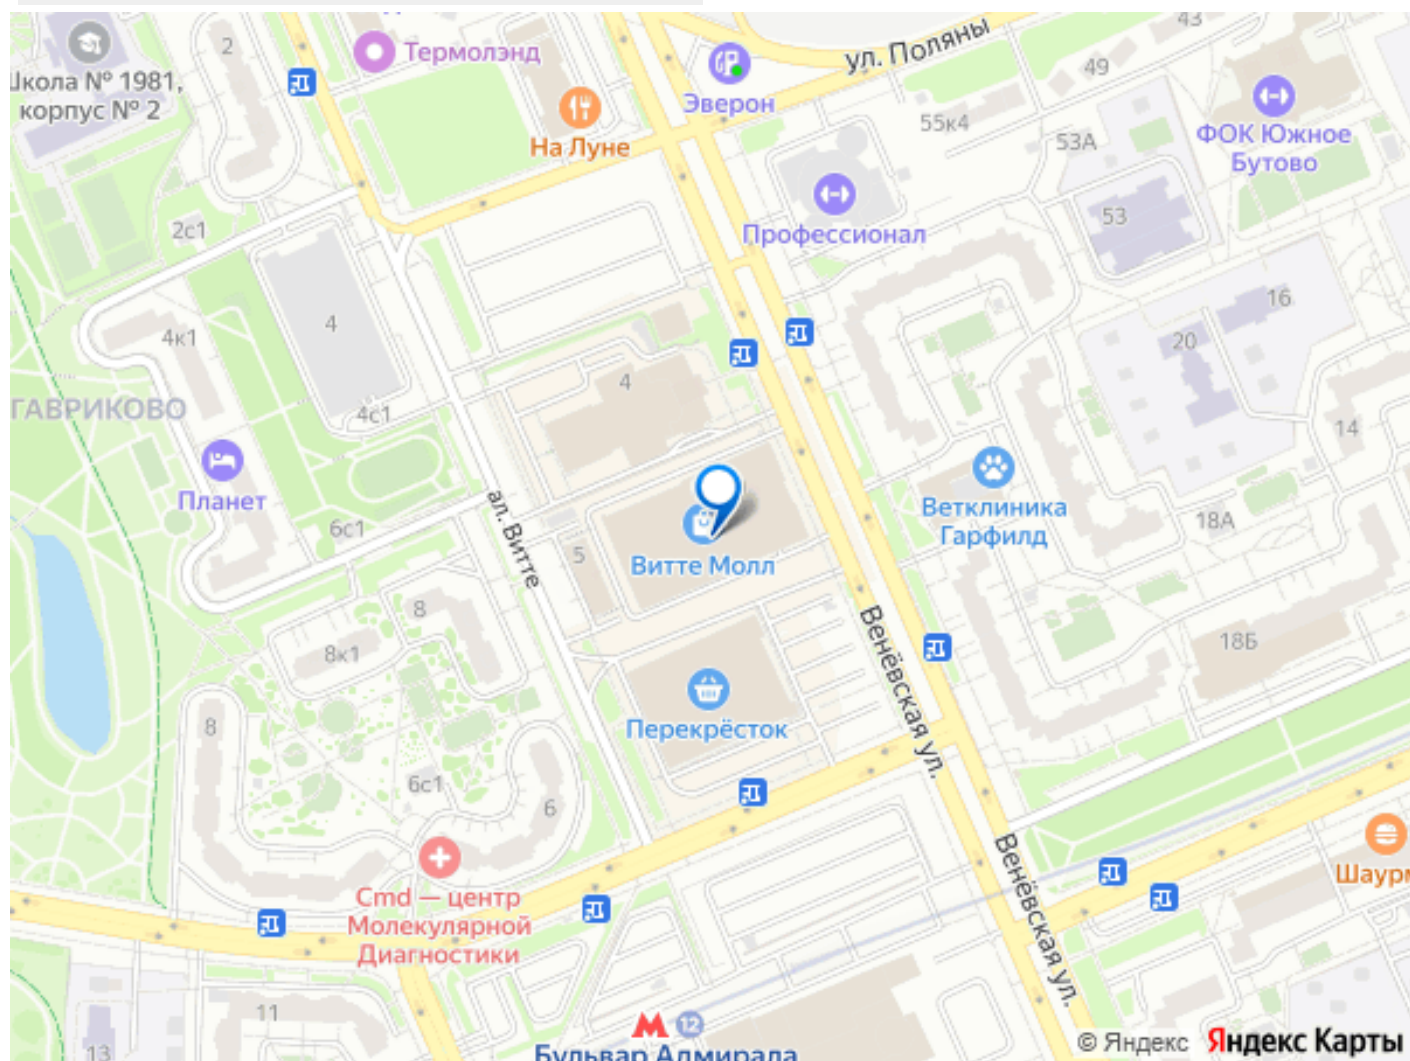 43
2
ул. Поляны
Термолэнд
49
Школа № 1981,
корпус № 2
Эверон
55к4
На Луне
53А
ФОК Южное
Бутово
2с1
53
Профессионал
16
4
4к1
20
4
ГАВРИКОВО
4с1
14
Планет
ал. Витте
6с1
Ветклиника
Гарфилд
18А
5
Витте Молл
8
Венёвская ул.
8к1
18Б
8
Перекрёсток
6с1
6
Венёвская ул.
Cmd — центр
Молекулярной
Диагностики
Шаурм
11
13
М 12
Бульвар Адмирала
© Яндекс Яндекс Карты